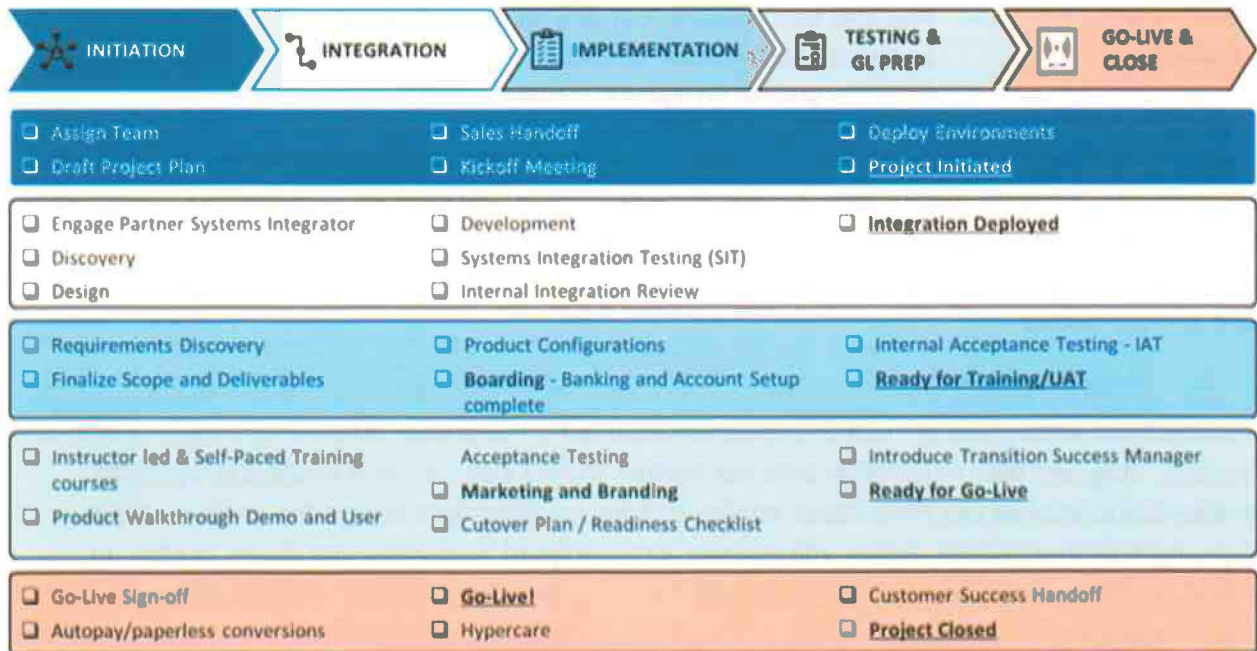 INITIATION
INTEGRATION
IMPLEMENTATION
TESTING &
GL PREP
GO-LIVE &
CLOSE
Assign Team
Draft Project Plan
Sales Handoff
Kickoff Meeting
Deploy Environments
Project Initiated
Engage Partner Systems Integrator
Discovery
Design
Development
Systems Integration Testing (SIT)
Internal Integration Review
Integration Deployed
Requirements Discovery
Finalize Scope and Deliverables
Product Configurations
Boarding - Banking and Account Setup
complete
Internal Acceptance Testing - IAT
Ready for Training/UAT
Instructor led & Self-Paced Training
courses
Product Walkthrough Demo and User
Acceptance Testing
Marketing and Branding
Cutover Plan / Readiness Checklist
Introduce Transition Success Manager
Ready for Go-Live
Go-Live Sign-off
Autopay/paperless conversions
Go-Live!
Hypercare
Customer Success Handoff
Project Closed